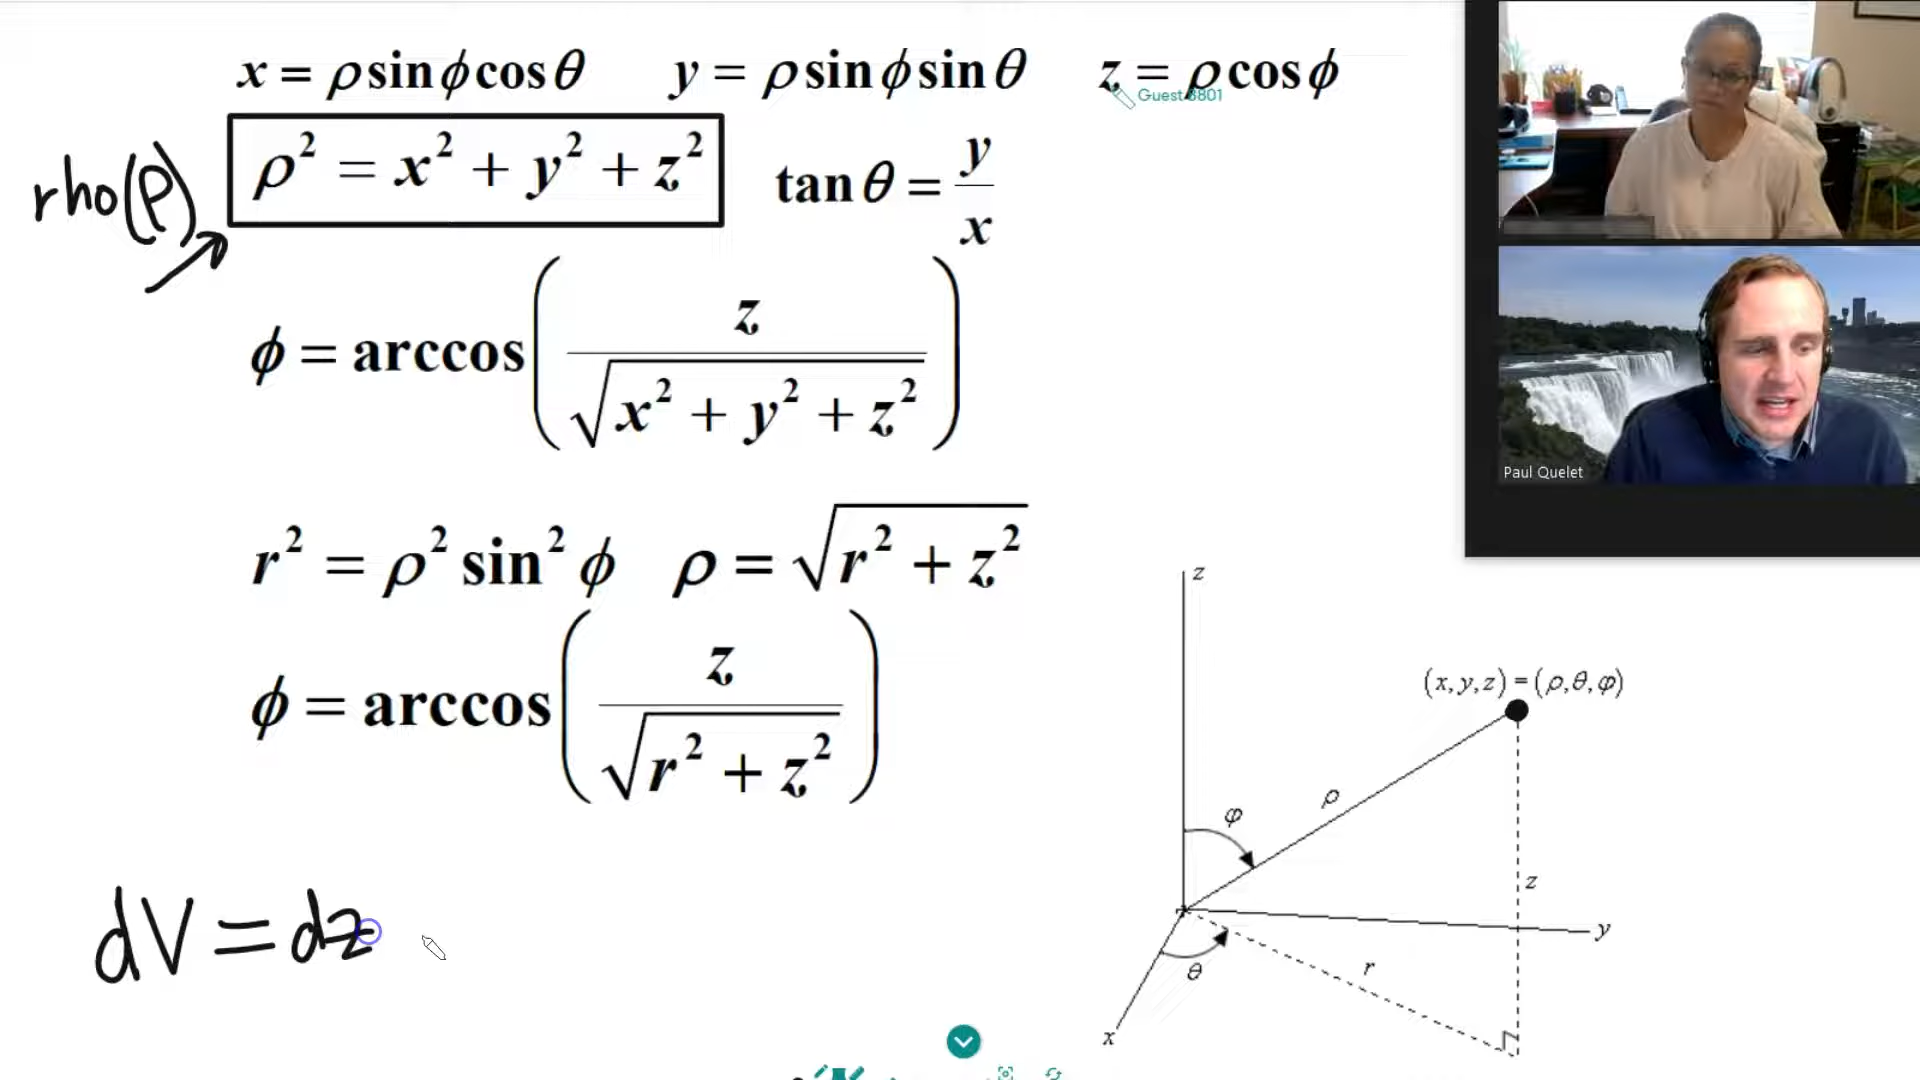 x = ρ sin ϕ cos θ y = ρ sin ϕ sin θ z = ρ cos ϕ
Guest 8801
rho(ρ) ρ² = x² + y² + z² tan θ = y/x
ϕ = arccos( z / √(x² + y² + z²) )
r² = ρ² sin² ϕ ρ = √(r² + z²)
ϕ = arccos( z / √(r² + z²) )
dV = dz
Paul Quelet
z
(x,y,z) = (ρ,θ,φ)
ρ
φ
z
y
θ
r
x